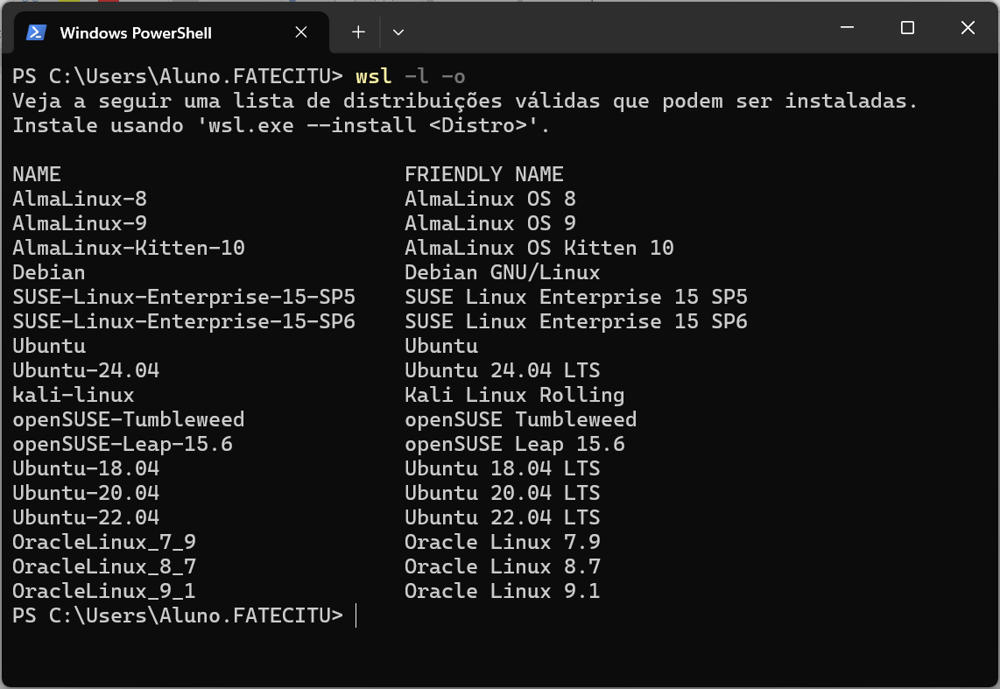 Windows PowerShell
PS C:\Users\Aluno.FATECITU> wsl -l -o
Veja a seguir uma lista de distribuições válidas que podem ser instaladas.
Instale usando 'wsl.exe --install <Distro>'.
NAME FRIENDLY NAME
AlmaLinux-8 AlmaLinux OS 8
AlmaLinux-9 AlmaLinux OS 9
AlmaLinux-Kitten-10 AlmaLinux OS Kitten 10
Debian Debian GNU/Linux
SUSE-Linux-Enterprise-15-SP5 SUSE Linux Enterprise 15 SP5
SUSE-Linux-Enterprise-15-SP6 SUSE Linux Enterprise 15 SP6
Ubuntu Ubuntu
Ubuntu-24.04 Ubuntu 24.04 LTS
kali-linux Kali Linux Rolling
openSUSE-Tumbleweed openSUSE Tumbleweed
openSUSE-Leap-15.6 openSUSE Leap 15.6
Ubuntu-18.04 Ubuntu 18.04 LTS
Ubuntu-20.04 Ubuntu 20.04 LTS
Ubuntu-22.04 Ubuntu 22.04 LTS
OracleLinux_7_9 Oracle Linux 7.9
OracleLinux_8_7 Oracle Linux 8.7
OracleLinux_9_1 Oracle Linux 9.1
PS C:\Users\Aluno.FATECITU>